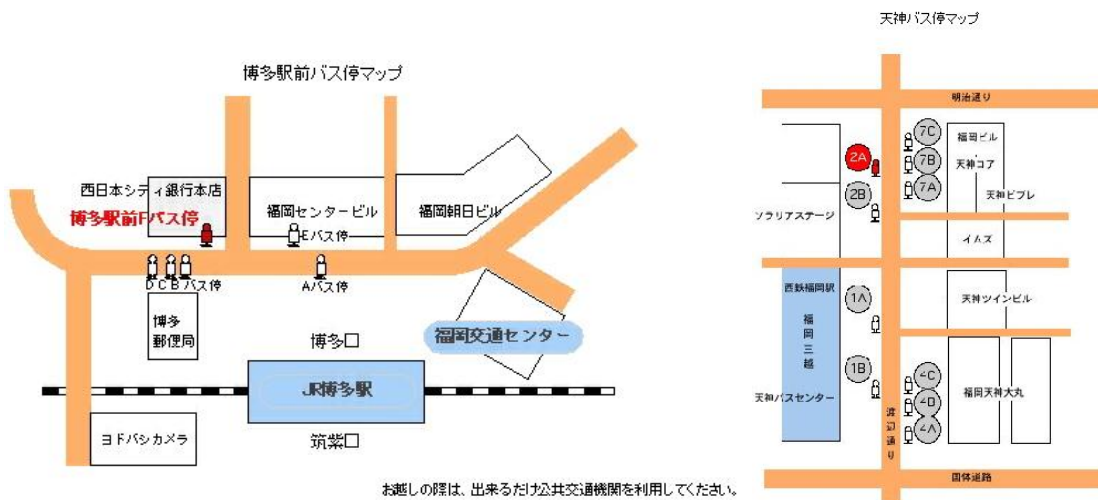 天神バス停マップ
博多駅前バス停マップ
西日本シティ銀行本店
博多駅前Fバス停
福岡センタービル
Eバス停
福岡朝日ビル
D C B バス停
Aバス停
博多
郵便局
博多口
福岡交通センター
JR博多駅
ヨドバシカメラ
筑紫口
お越しの際は、出来るだけ公共交通機関を利用してください。
明治通り
7C
福岡ビル
2A
7B
天神コア
7A
天神ビブレ
2B
ソラリアステージ
イムズ
西鉄福岡駅
1A
天神ツインビル
福岡三越
1B
4C
天神バスセンター
4B
福岡天神大丸
4A
渡辺通り
国体道路